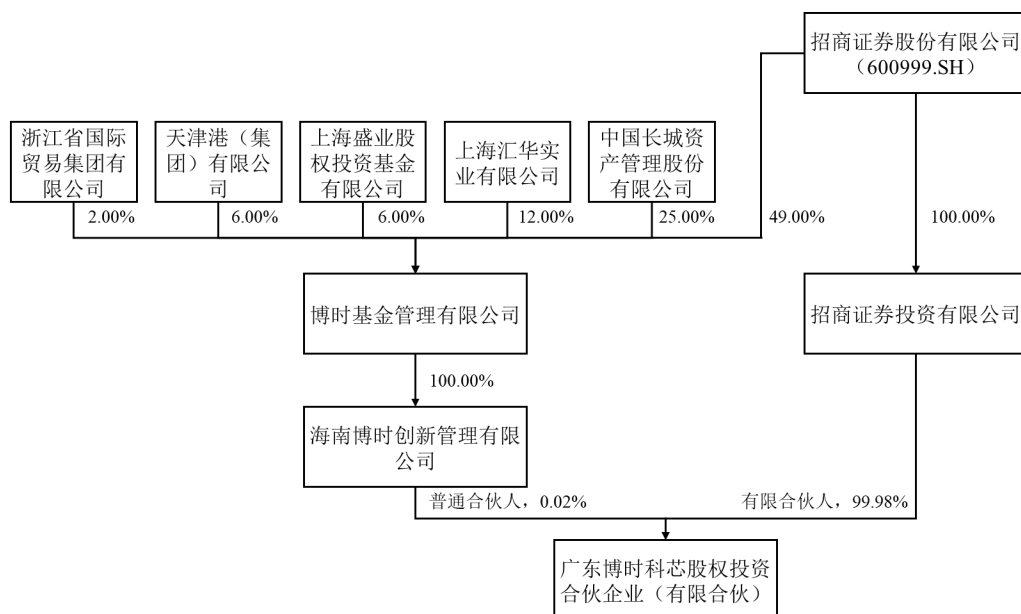 招商证券股份有限公司
（600999.SH）
浙江省国际
贸易集团有
限公司
天津港（集
团）有限公
司
上海盛业股
权投资基金
有限公司
上海汇华实
业有限公司
中国长城资
产管理股份
有限公司
2.00%
6.00%
6.00%
12.00%
25.00%
49.00%
100.00%
博时基金管理有限公司
招商证券投资有限公司
100.00%
海南博时创新管理有限
公司
普通合伙人，0.02%
有限合伙人，99.98%
广东博时科芯股权投资
合伙企业（有限合伙）